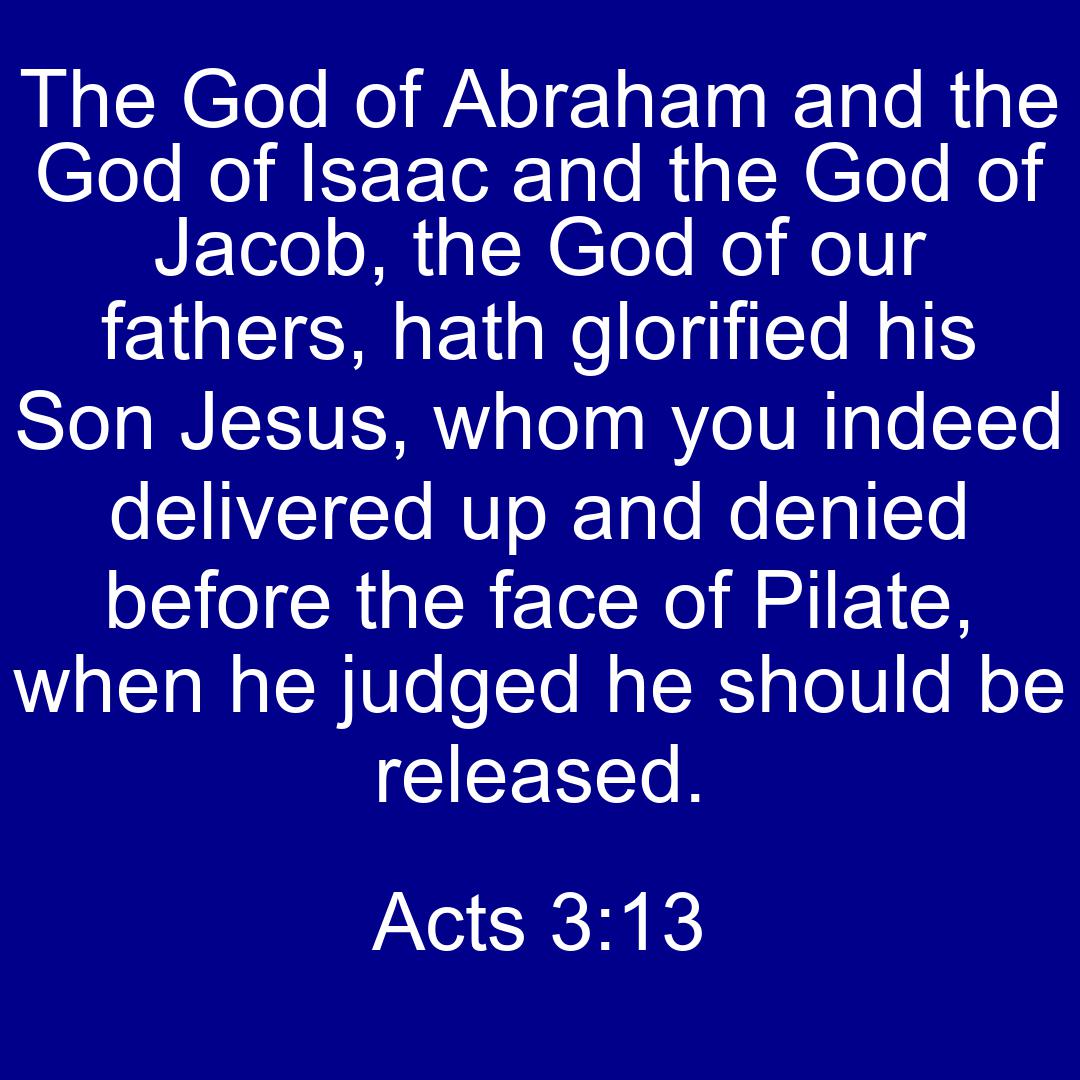 The God of Abraham and the
God of Isaac and the God of
Jacob, the God of our
fathers, hath glorified his
Son Jesus, whom you indeed
delivered up and denied
before the face of Pilate,
when he judged he should be
released.
Acts 3:13